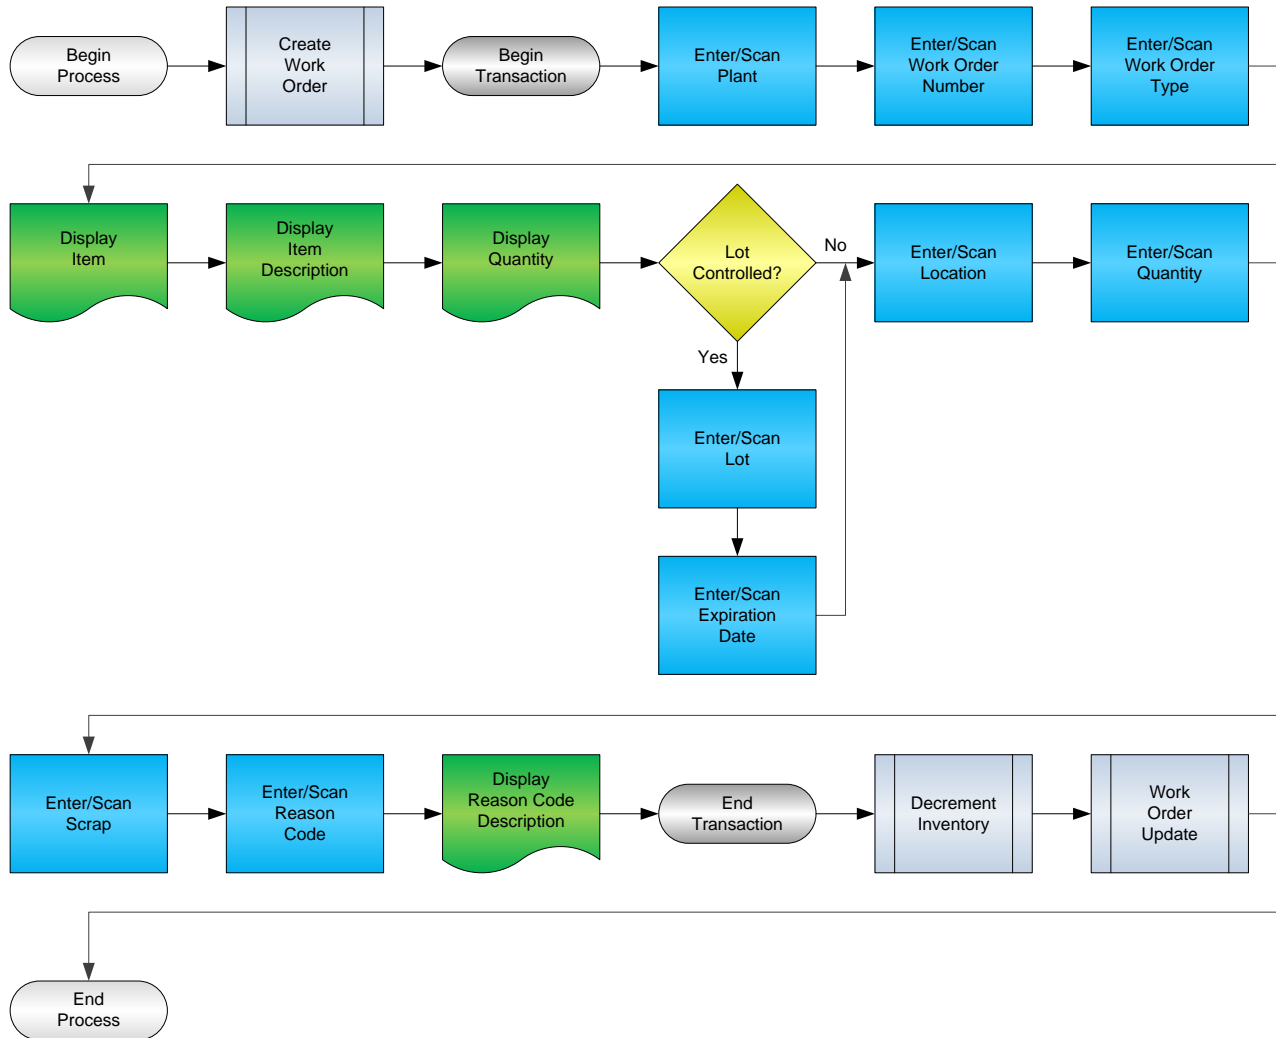 Begin
Process
Create
Work
Order
Begin
Transaction
Enter/Scan
Plant
Enter/Scan
Work Order
Number
Enter/Scan
Work Order
Type
Display
Item
Display
Item
Description
Display
Quantity
Lot
Controlled?
No
Enter/Scan
Location
Enter/Scan
Quantity
Yes
Enter/Scan
Lot
Enter/Scan
Expiration
Date
Enter/Scan
Scrap
Enter/Scan
Reason
Code
Display
Reason Code
Description
End
Transaction
Decrement
Inventory
Work
Order
Update
End
Process